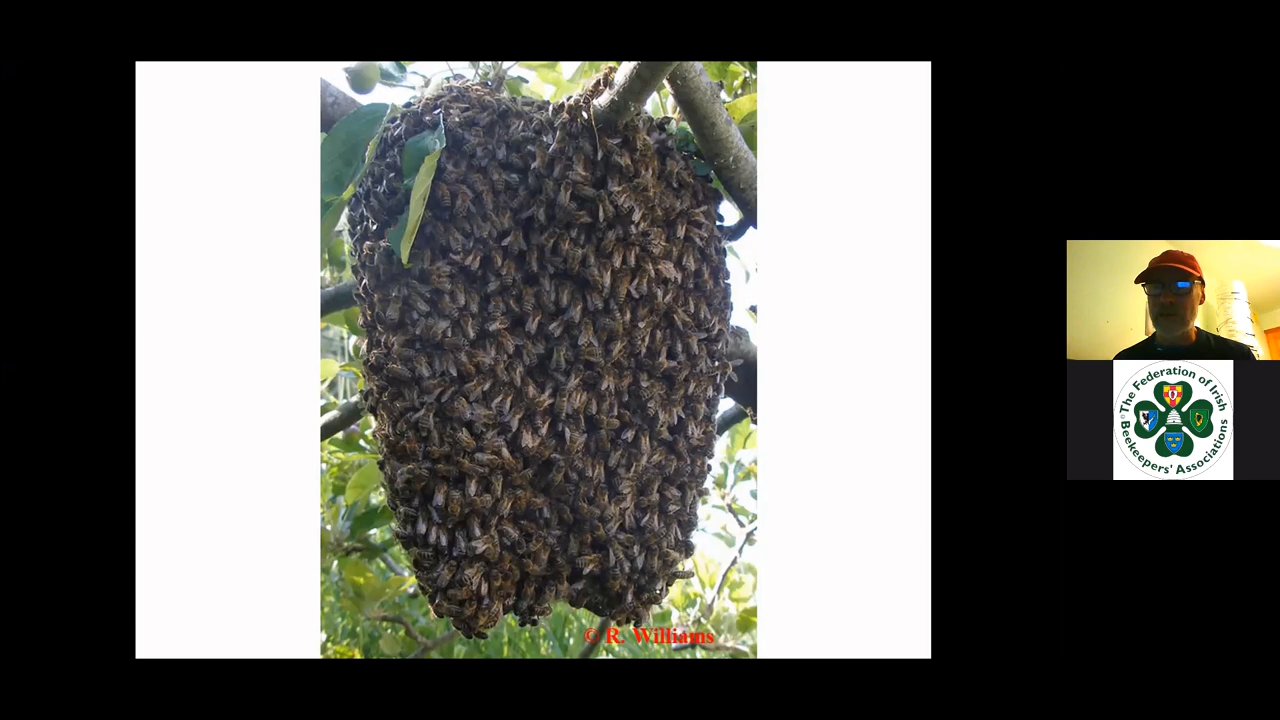 © R. Williams
The Federation of Irish
Beekeepers' Associations